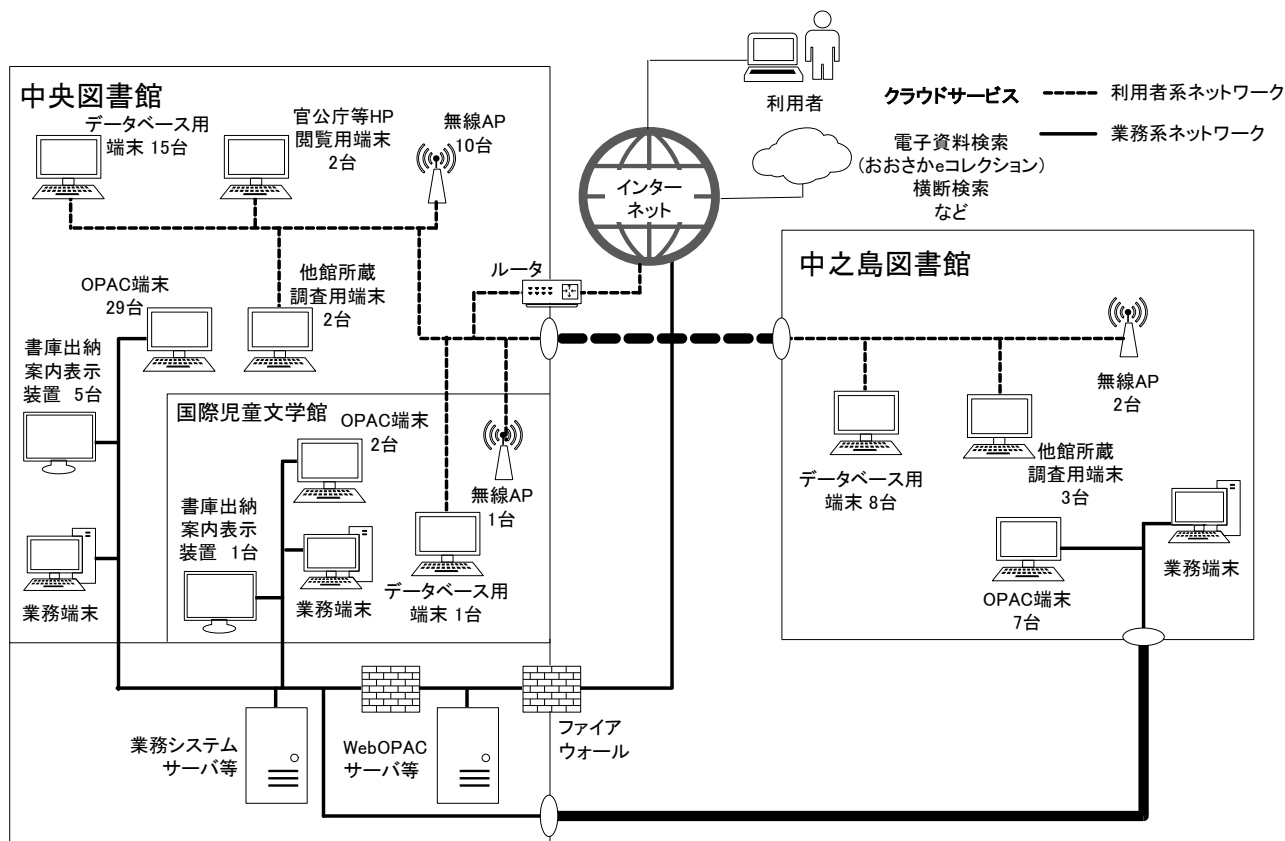 中央図書館
データベース用
端末 15台
官公庁等HP
閲覧用端末
2台
無線AP
10台
OPAC端末
29台
他館所蔵
調査用端末
2台
書庫出納
案内表示
装置 5台
業務端末
国際児童文学館
OPAC端末
2台
書庫出納
案内表示
装置 1台
業務端末
無線AP
1台
データベース用
端末 1台
ルータ
インター
ネット
利用者
クラウドサービス
電子資料検索
(おおさかeコレクション)
横断検索
など
利用者系ネットワーク
業務系ネットワーク
中之島図書館
無線AP
2台
データベース用
端末 8台
他館所蔵
調査用端末
3台
OPAC端末
7台
業務端末
業務システム
サーバ等
WebOPAC
サーバ等
ファイア
ウォール